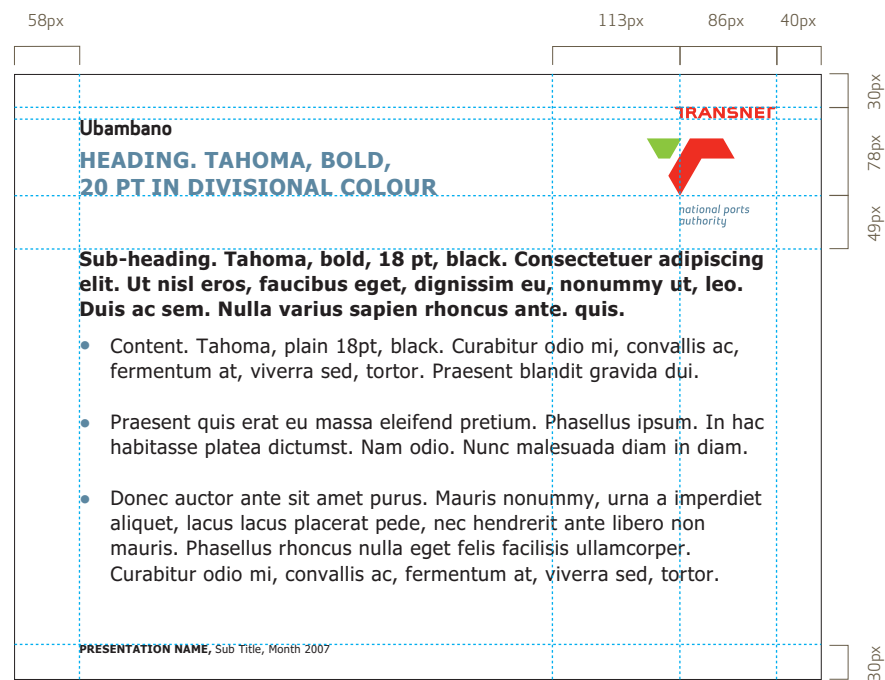 58px
113px
86px
40px
30px
TRANSNET
Ubambano
HEADING. TAHOMA, BOLD,
20 PT IN DIVISIONAL COLOUR
78px
national ports
authority
49px
Sub-heading. Tahoma, bold, 18 pt, black. Consectetuer adipiscing
elit. Ut nisl eros, faucibus eget, dignissim eu, nonummy ut, leo.
Duis ac sem. Nulla varius sapien rhoncus ante. quis.
• Content. Tahoma, plain 18pt, black. Curabitur odio mi, convallis ac,
fermentum at, viverra sed, tortor. Praesent blandit gravida dui.
• Praesent quis erat eu massa eleifend pretium. Phasellus ipsum. In hac
habitasse platea dictumst. Nam odio. Nunc malesuada diam in diam.
• Donec auctor ante sit amet purus. Mauris nonummy, urna a imperdiet
aliquet, lacus lacus placerat pede, nec hendrerit ante libero non
mauris. Phasellus rhoncus nulla eget felis facilisis ullamcorper.
Curabitur odio mi, convallis ac, fermentum at, viverra sed, tortor.
PRESENTATION NAME, Sub Title, Month 2007
30px